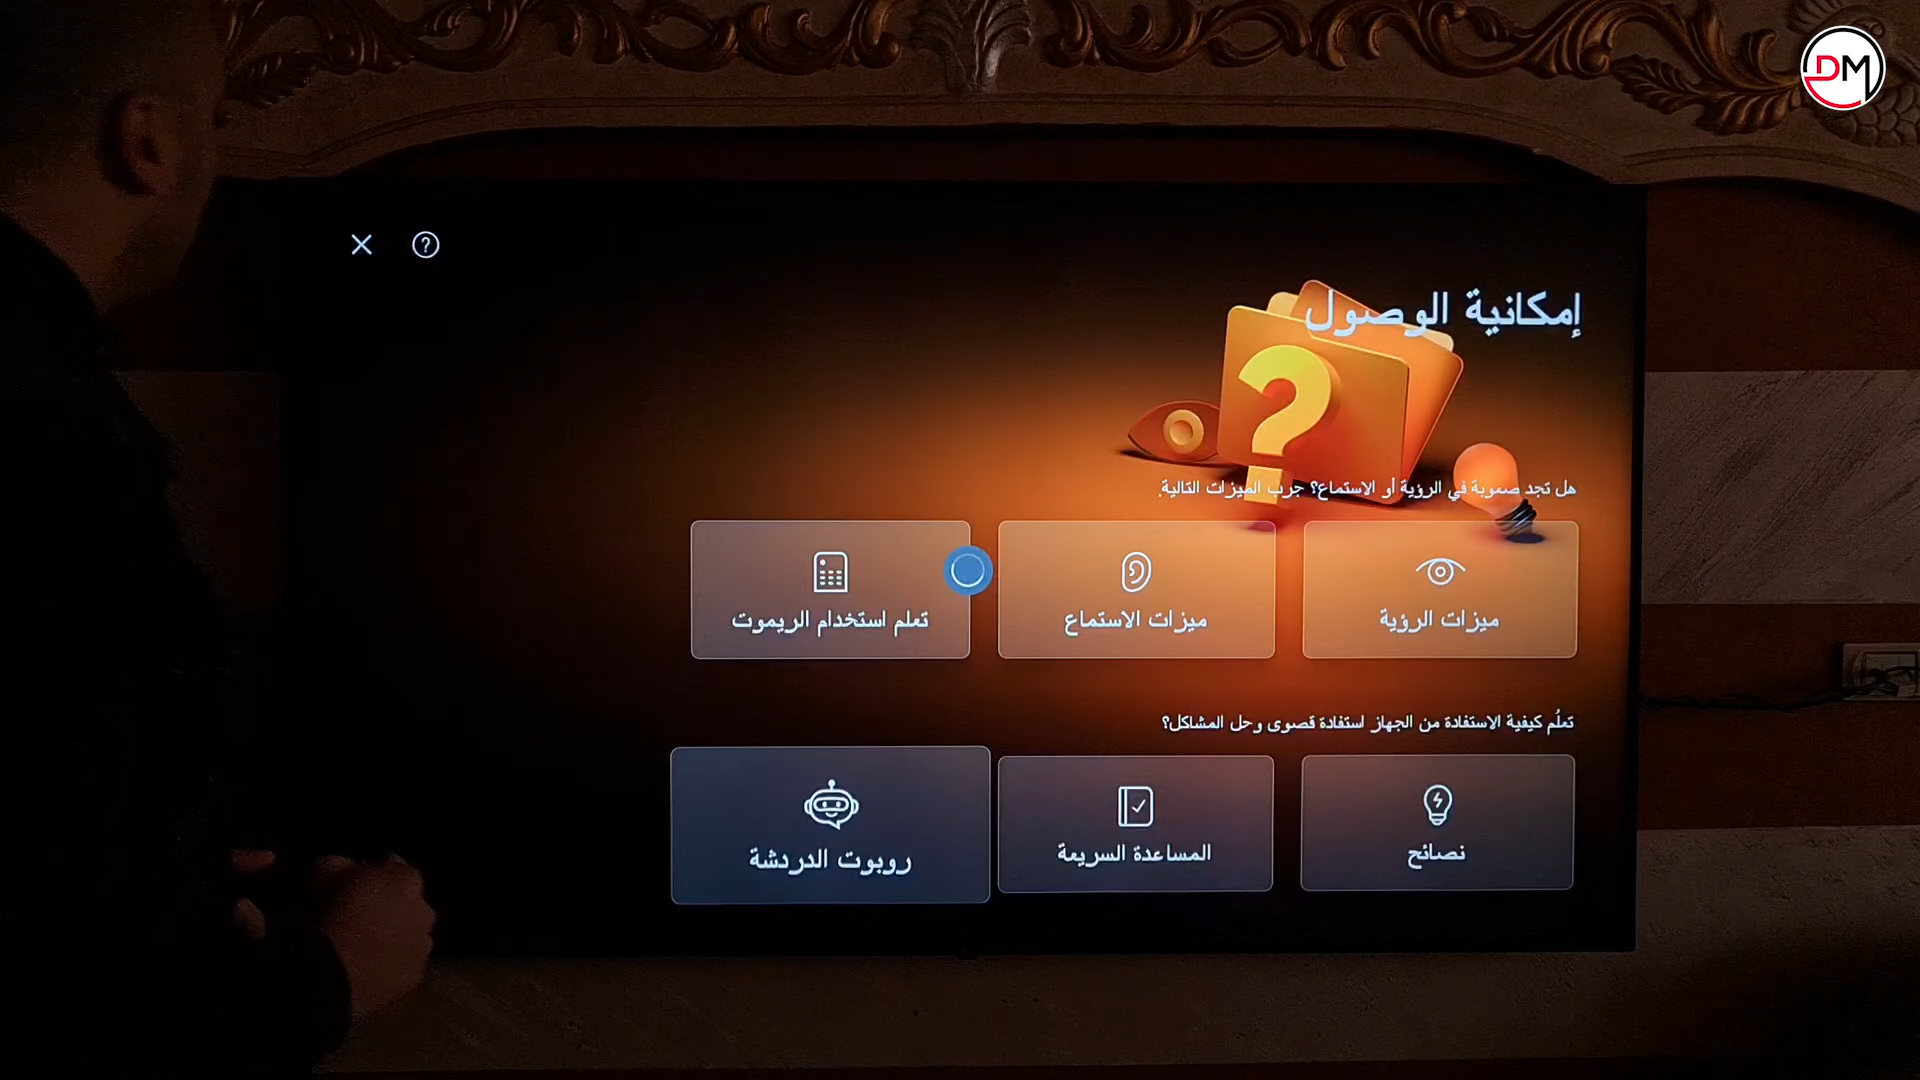 DM
?
إمكانية الوصول
?
هل تجد صعوبة في الرؤية أو الاستماع؟ جرب الميزات التالية.
ميزات الرؤية
ميزات الاستماع
تعلم استخدام الريموت
تعلُم كيفية الاستفادة من الجهاز استفادة قصوى وحل المشاكل؟
نصائح
المساعدة السريعة
روبوت الدردشة